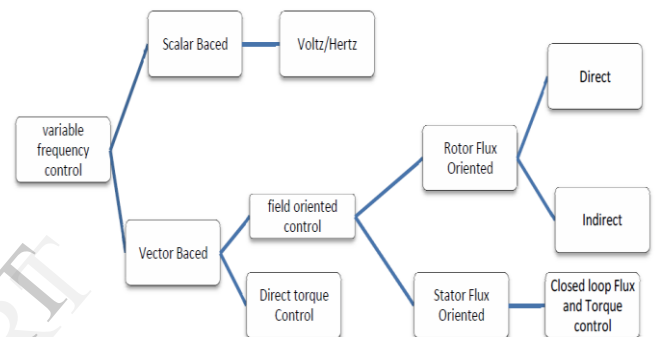 Scalar Baced
Voltz/Hertz
variable
frequency
control
Vector Baced
field oriented
control
Direct torque
Control
Rotor Flux
Oriented
Stator Flux
Oriented
Direct
Indirect
Closed loop Flux
and Torque
control